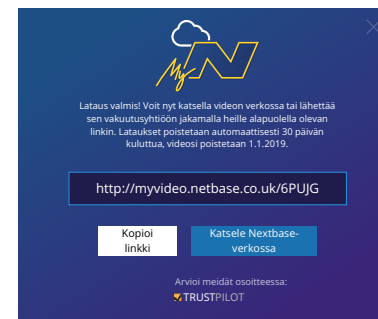 My N
Lataus valmis! Voit nyt katsella videon verkossa tai lähettää
sen vakuutusyhtiöön jakamalla heille alapuolella olevan
linkin. Lataukset poistetaan automaattisesti 30 päivän
kuluttua, videosi poistetaan 1.1.2019.
http://myvideo.netbase.co.uk/6PUJG
Kopioi
linkki
Katsele Nextbase-
verkossa
Arvioi meidät osoitteessa:
TRUSTPILOT